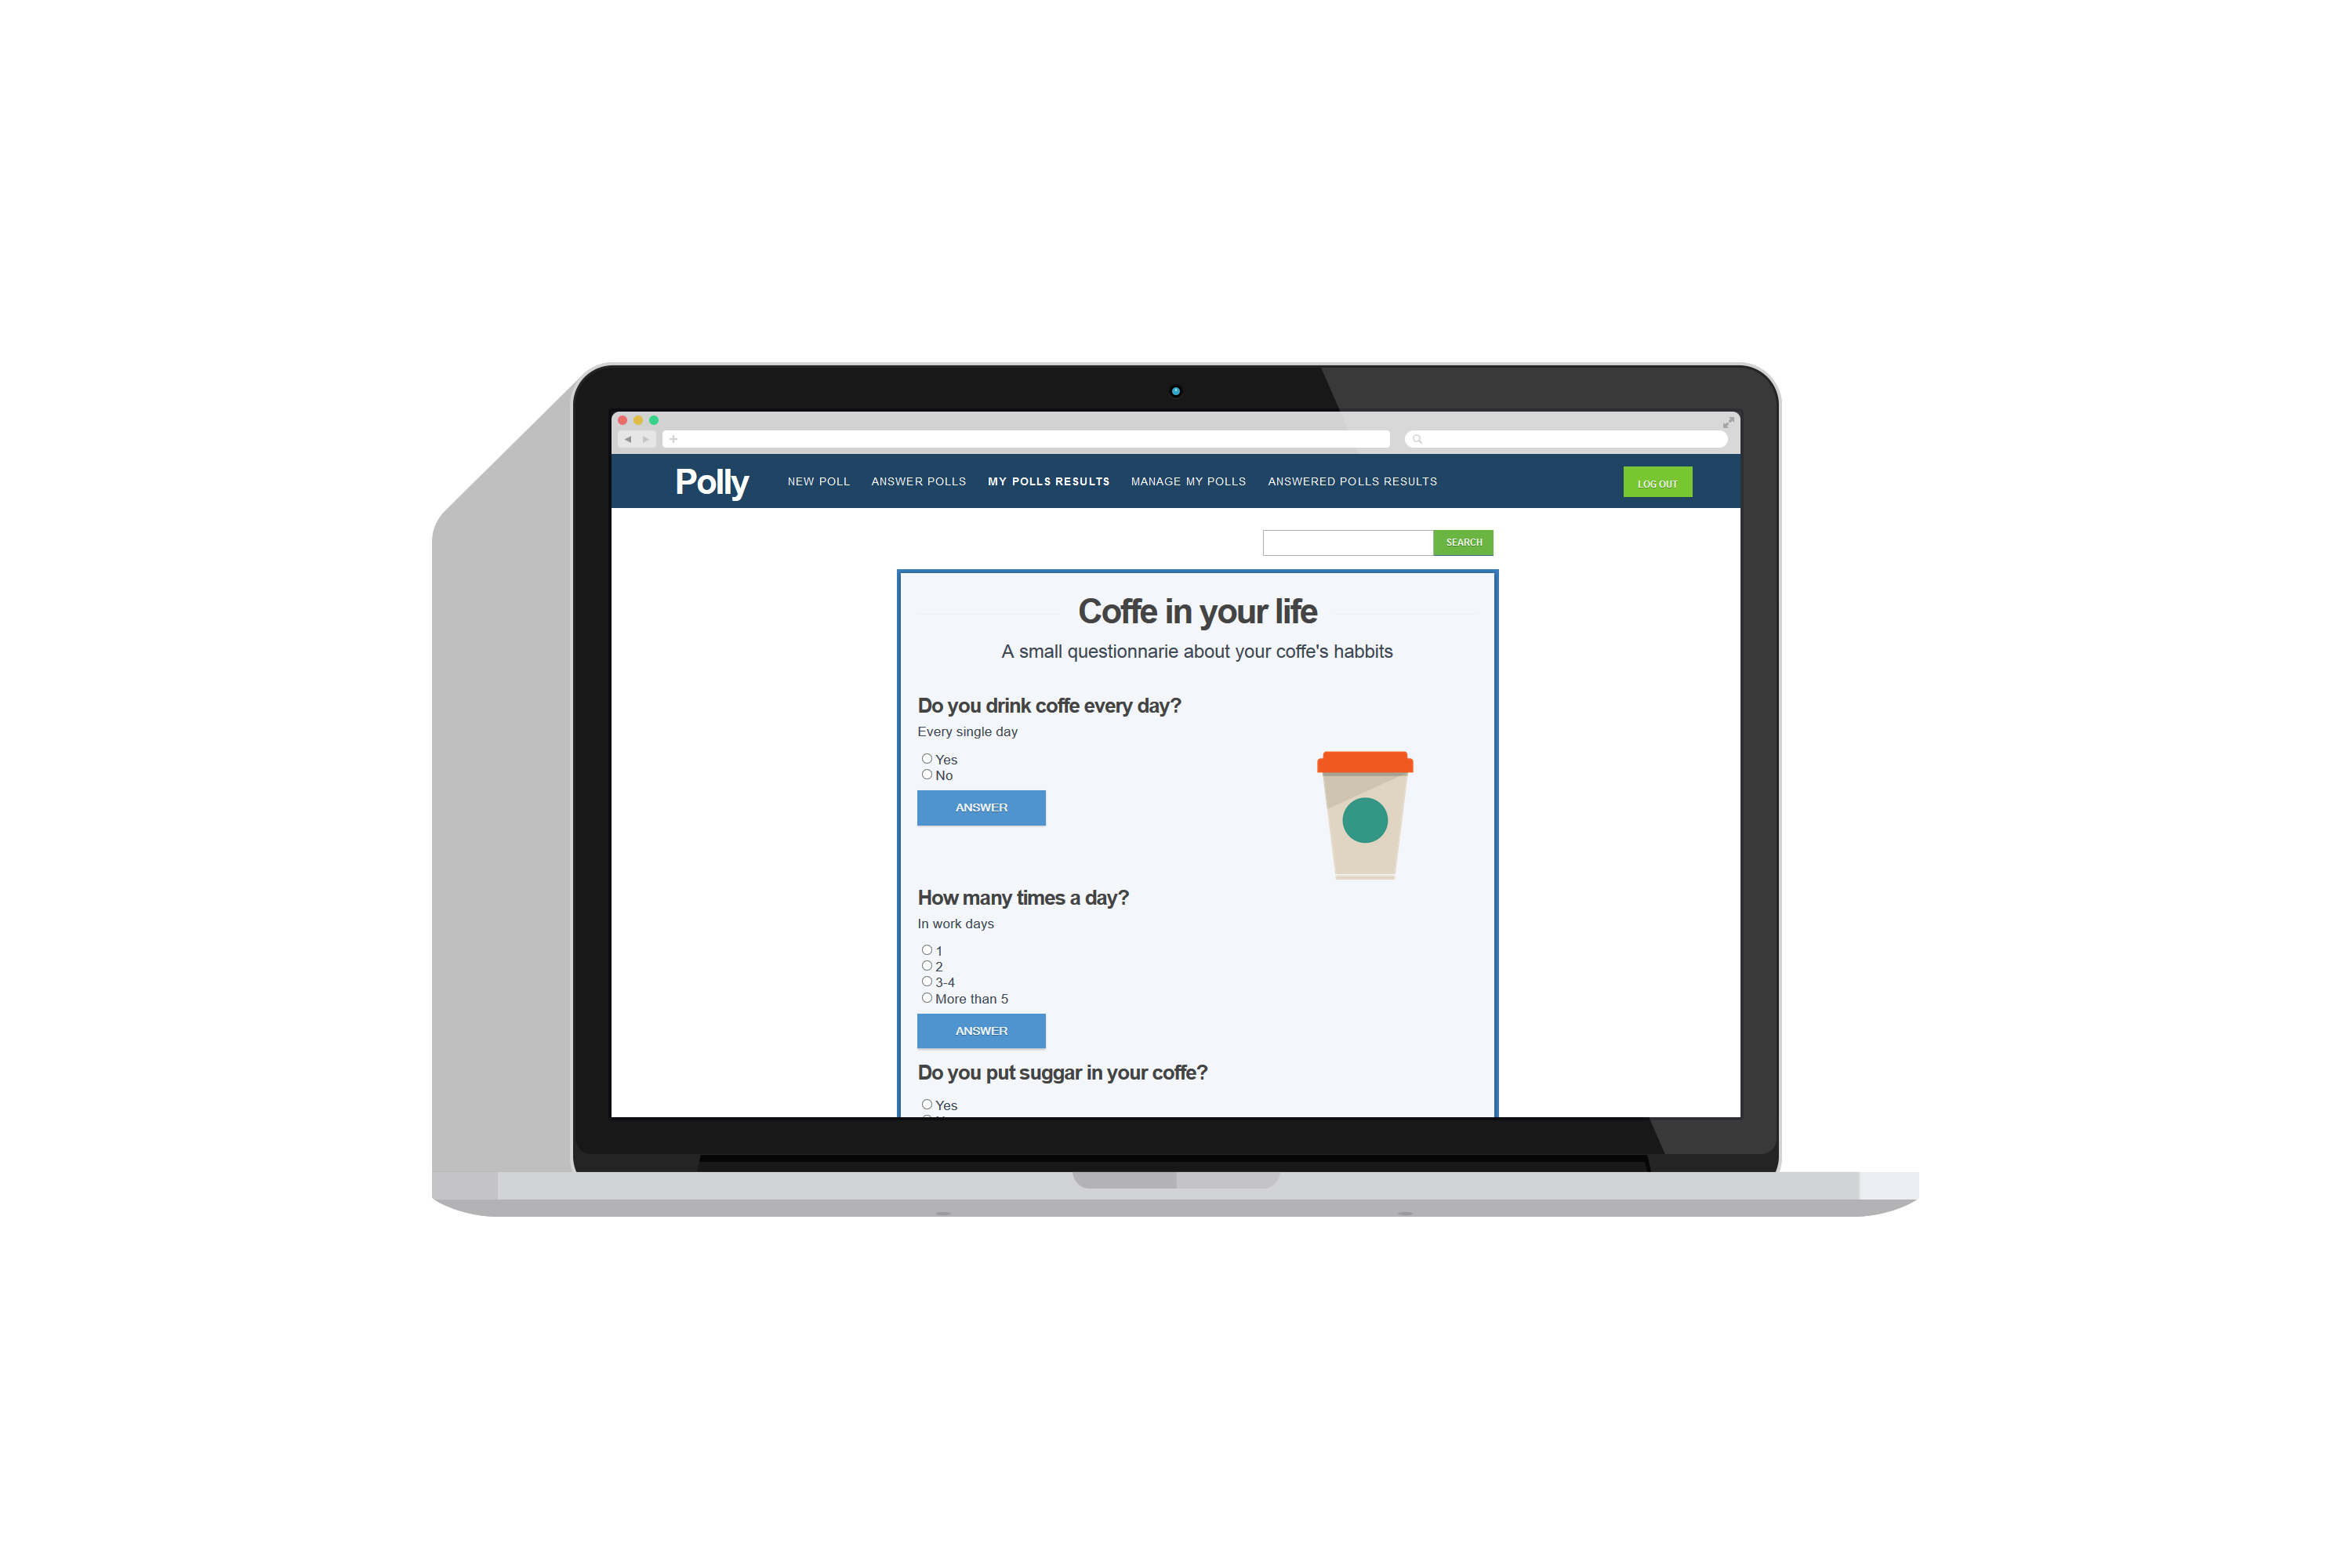 Polly
NEW POLL ANSWER POLLS MY POLLS RESULTS MANAGE MY POLLS ANSWERED POLLS RESULTS LOG OUT
SEARCH
Coffe in your life
A small questionnarie about your coffe's habbits
Do you drink coffe every day?
Every single day
Yes
No
ANSWER
How many times a day?
In work days
1
2
3-4
More than 5
ANSWER
Do you put suggar in your coffe?
Yes